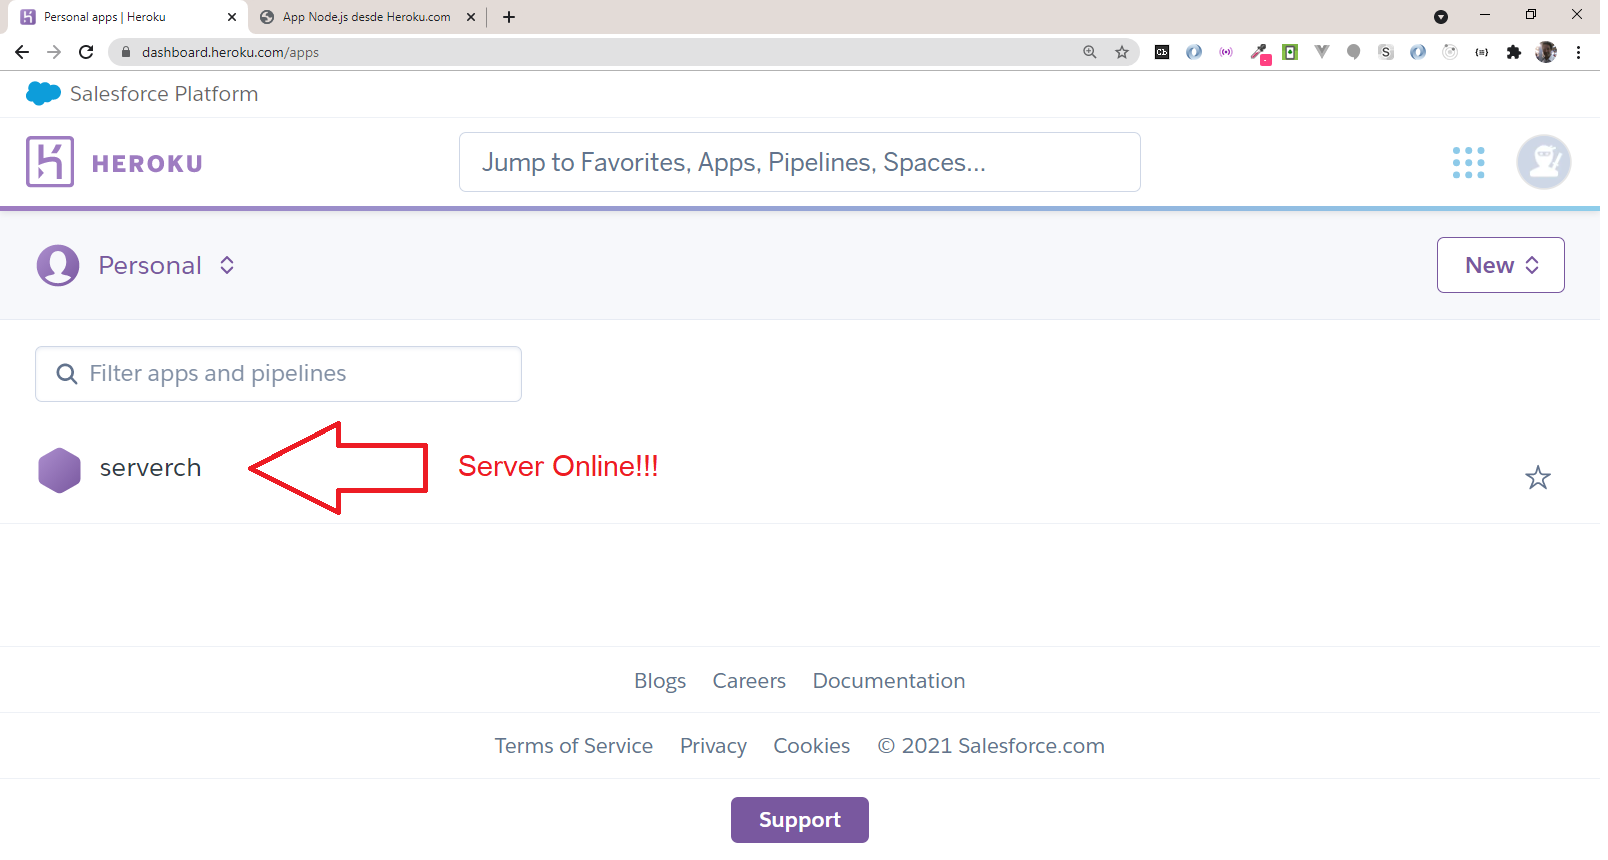 Personal apps | Heroku
App Node.js desde Heroku.com
dashboard.heroku.com/apps
Salesforce Platform
HEROKU
Jump to Favorites, Apps, Pipelines, Spaces...
Personal
New
Filter apps and pipelines
serverch
Server Online!!!
Blogs Careers Documentation
Terms of Service Privacy Cookies © 2021 Salesforce.com
Support